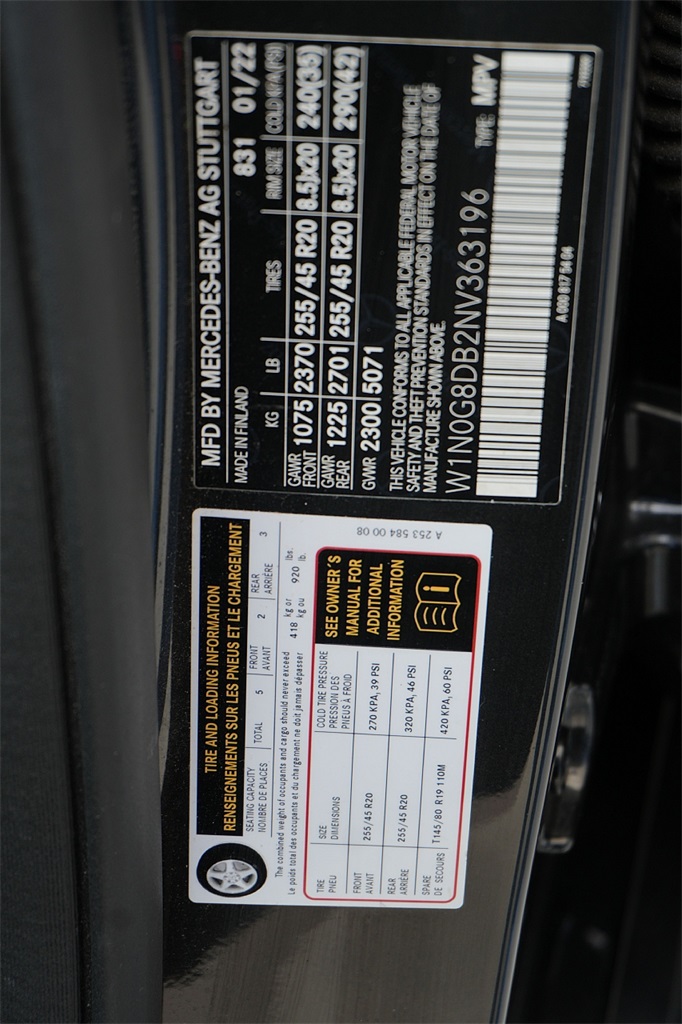 MFD BY MERCEDES-BENZ AG STUTTGART
MADE IN FINLAND 831 01/22
KG LB TIRES RIM SIZE COLD KPA(PSI)
GAWR FRONT 1075 2370 255/45 R20 8.5Jx20 240(35)
GAWR REAR 1225 2701 255/45 R20 8.5Jx20 290(42)
GVWR 2300 5071
THIS VEHICLE CONFORMS TO ALL APPLICABLE FEDERAL MOTOR VEHICLE
SAFETY AND THEFT PREVENTION STANDARDS IN EFFECT ON THE DATE OF
MANUFACTURE SHOWN ABOVE.
W1N0G8DB2NV363196 TYPE: MPV
A 000 817 54 04
TIRE AND LOADING INFORMATION
RENSEIGNEMENTS SUR LES PNEUS ET LE CHARGEMENT
SEATING CAPACITY TOTAL 5 FRONT 2 REAR 3
NOMBRE DE PLACES AVANT ARRIÈRE
The combined weight of occupants and cargo should never exceed 418 kg or 920 lbs.
Le poids total des occupants et du chargement ne doit jamais dépasser kg ou lb.
TIRE SIZE COLD TIRE PRESSURE
PNEU DIMENSIONS PRESSION DES
PNEUS À FROID
FRONT 255/45 R20 270 KPA, 39 PSI
AVANT
REAR 255/45 R20 320 KPA, 46 PSI
ARRIÈRE
SPARE T145/80 R19 110M 420 KPA, 60 PSI
DE SECOURS
SEE OWNER'S
MANUAL FOR
ADDITIONAL
INFORMATION
A 253 584 00 08